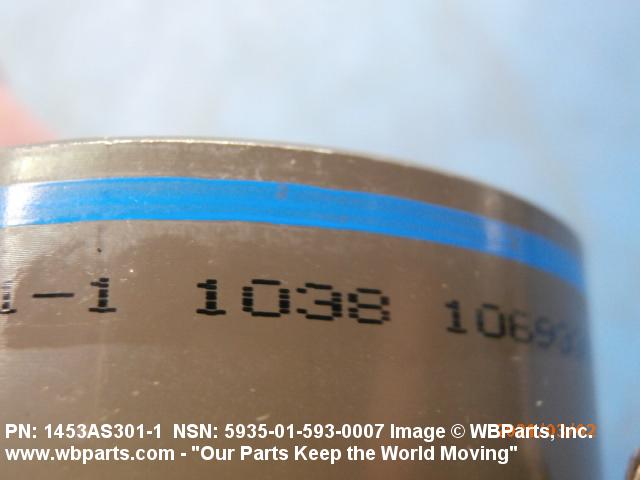 1-1 1038 10693
PN: 1453AS301-1 NSN: 5935-01-593-0007 Image © WBParts, Inc.
www.wbparts.com - "Our Parts Keep the World Moving"